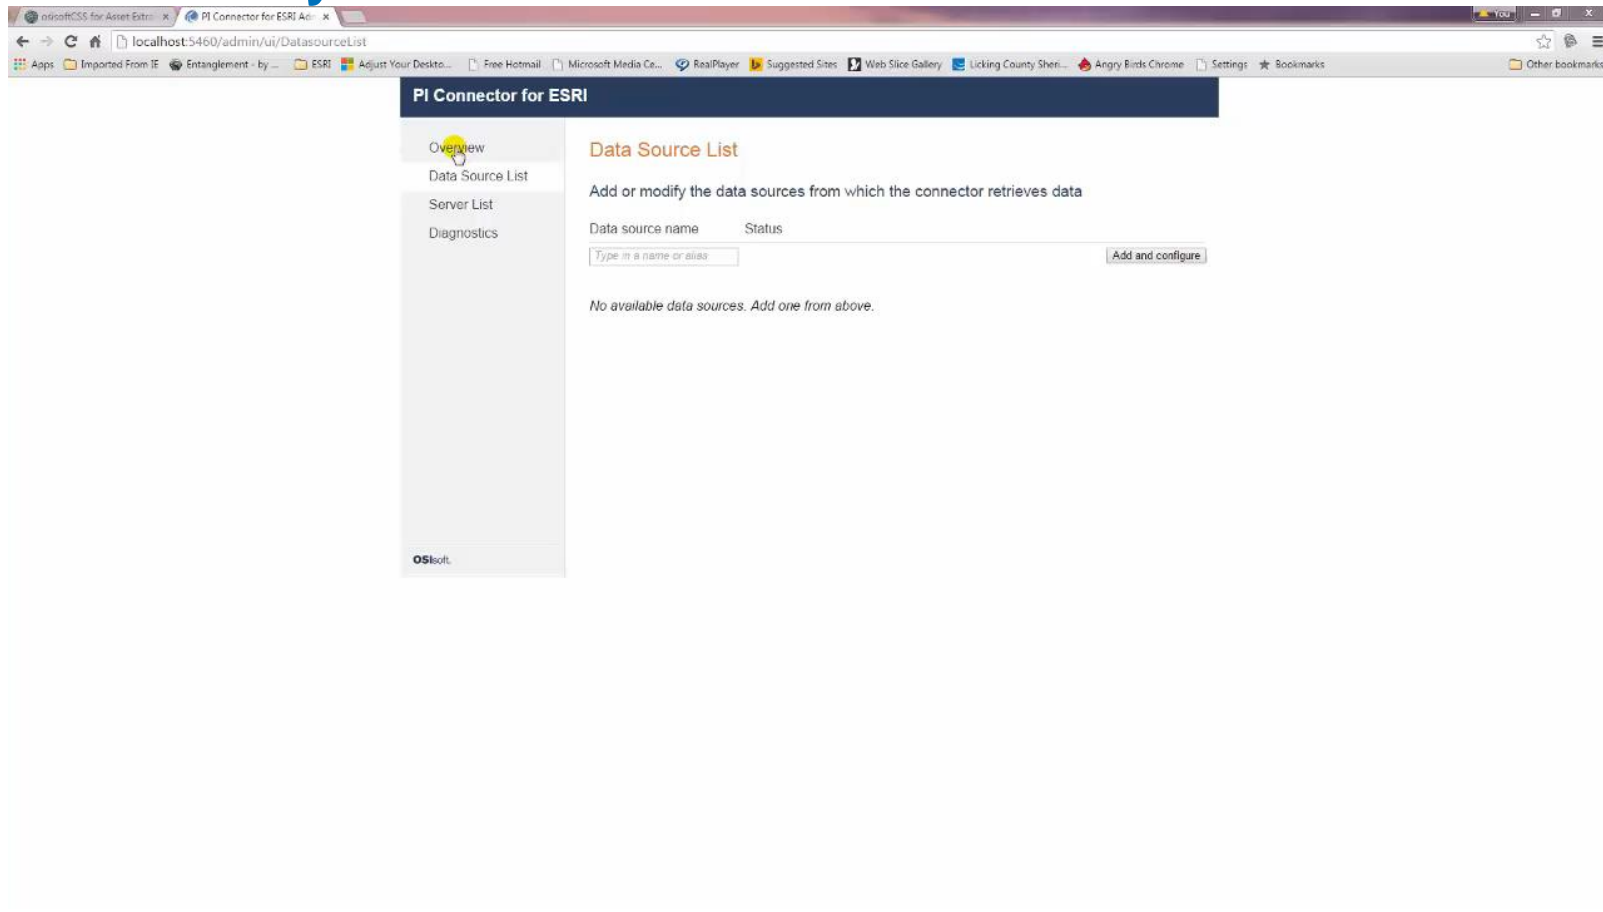 osisoftCSS for Asset Extra × PI Connector for ESRI Adm × You
localhost:5460/admin/ui/DatasourceList
Apps Imported From IE Entanglement - by ... ESRI Adjust Your Deskto... Free Hotmail Microsoft Media Ce... RealPlayer Suggested Sites Web Slice Gallery Licking County Sheri... Angry Birds Chrome Settings Bookmarks Other bookmarks
PI Connector for ESRI
Overview
Data Source List
Server List
Diagnostics
OSIsoft.
Data Source List
Add or modify the data sources from which the connector retrieves data
Data source name Status
Type in a name or alias Add and configure
No available data sources. Add one from above.